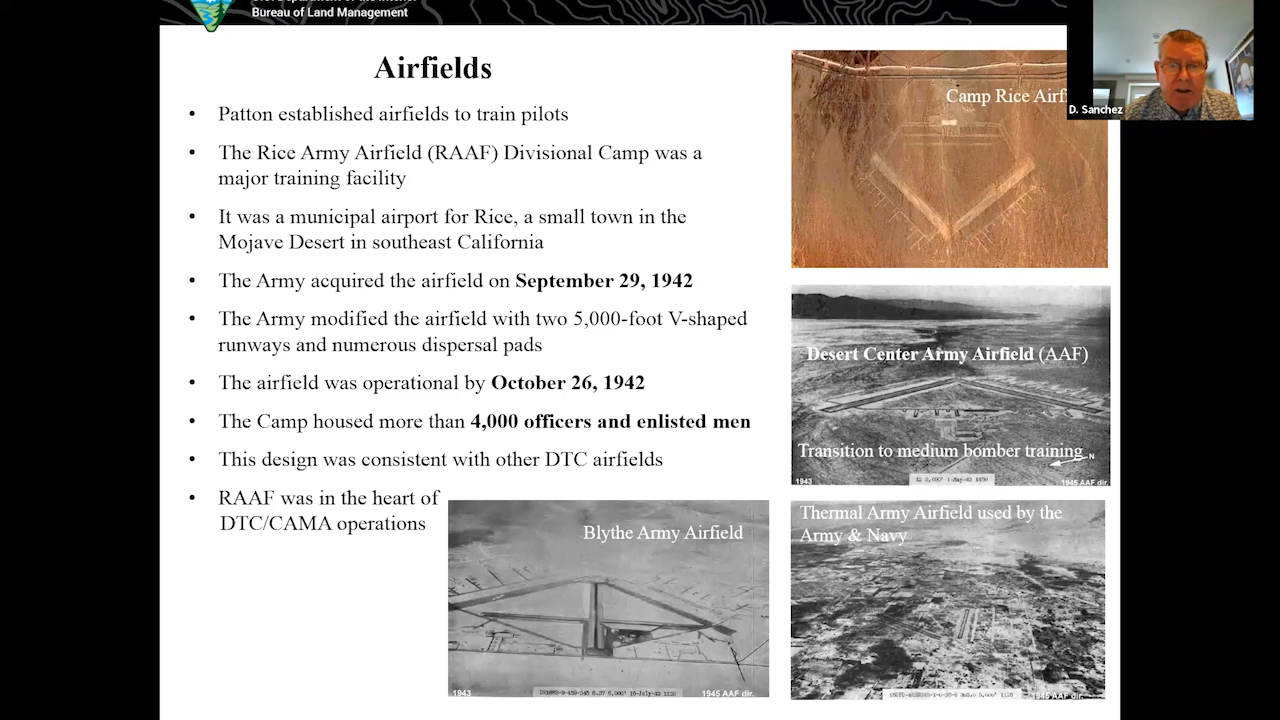 Bureau of Land Management
Airfields
• Patton established airfields to train pilots
• The Rice Army Airfield (RAAF) Divisional Camp was a
major training facility
• It was a municipal airport for Rice, a small town in the
Mojave Desert in southeast California
• The Army acquired the airfield on September 29, 1942
• The Army modified the airfield with two 5,000-foot V-shaped
runways and numerous dispersal pads
• The airfield was operational by October 26, 1942
• The Camp housed more than 4,000 officers and enlisted men
• This design was consistent with other DTC airfields
• RAAF was in the heart of
DTC/CAMA operations
Camp Rice Airf
D. Sanchez
Desert Center Army Airfield (AAF)
Transition to medium bomber training
N
1943
1945 AAF dir.
Blythe Army Airfield
1943
1945 AAF dir.
Thermal Army Airfield used by the
Army & Navy
1945 AAF dir.